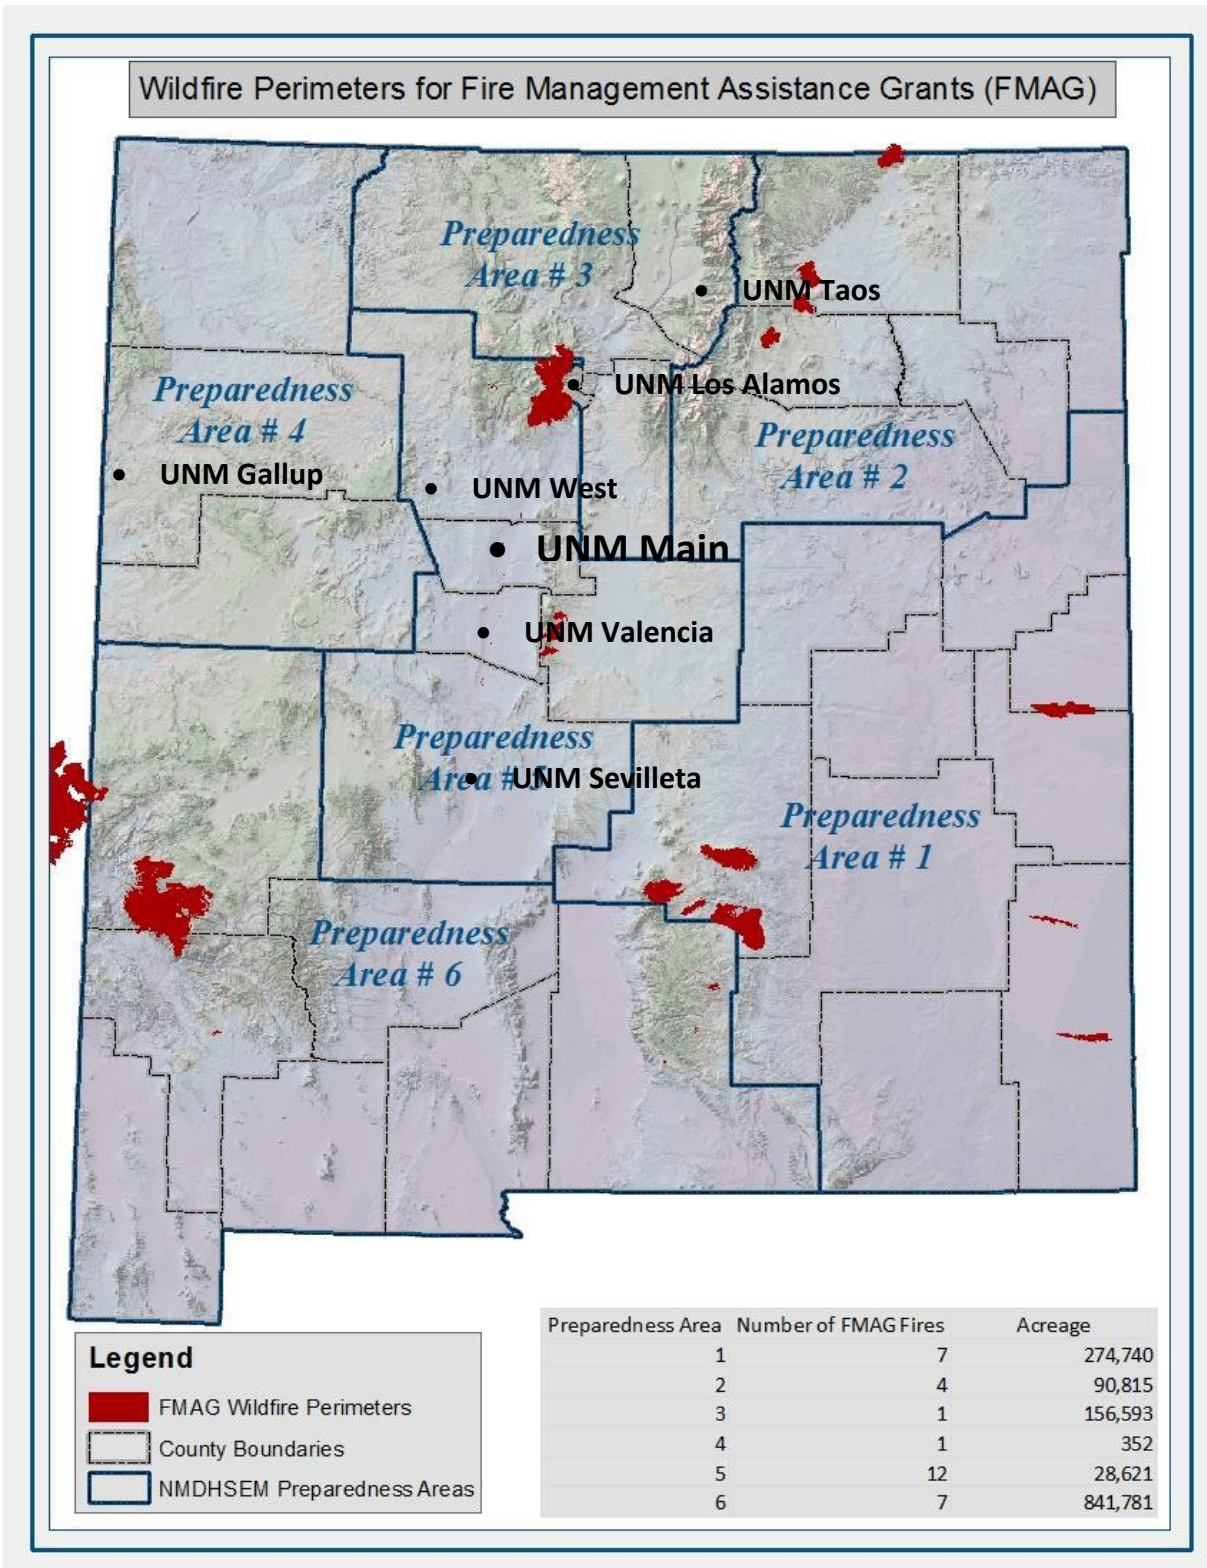 Wildfire Perimeters for Fire Management Assistance Grants (FMAG)
Preparedness
Area # 3
UNM Taos
UNM Los Alamos
Preparedness
Area # 4
Preparedness
Area # 2
UNM Gallup
UNM West
UNM Main
UNM Valencia
Preparedness
Area # 5
UNM Sevilleta
Preparedness
Area # 1
Preparedness
Area # 6
Legend
FMAG Wildfire Perimeters
County Boundaries
NMDHSEM Preparedness Areas
Preparedness Area Number of FMAG Fires Acreage
1 7 274,740
2 4 90,815
3 1 156,593
4 1 352
5 12 28,621
6 7 841,781